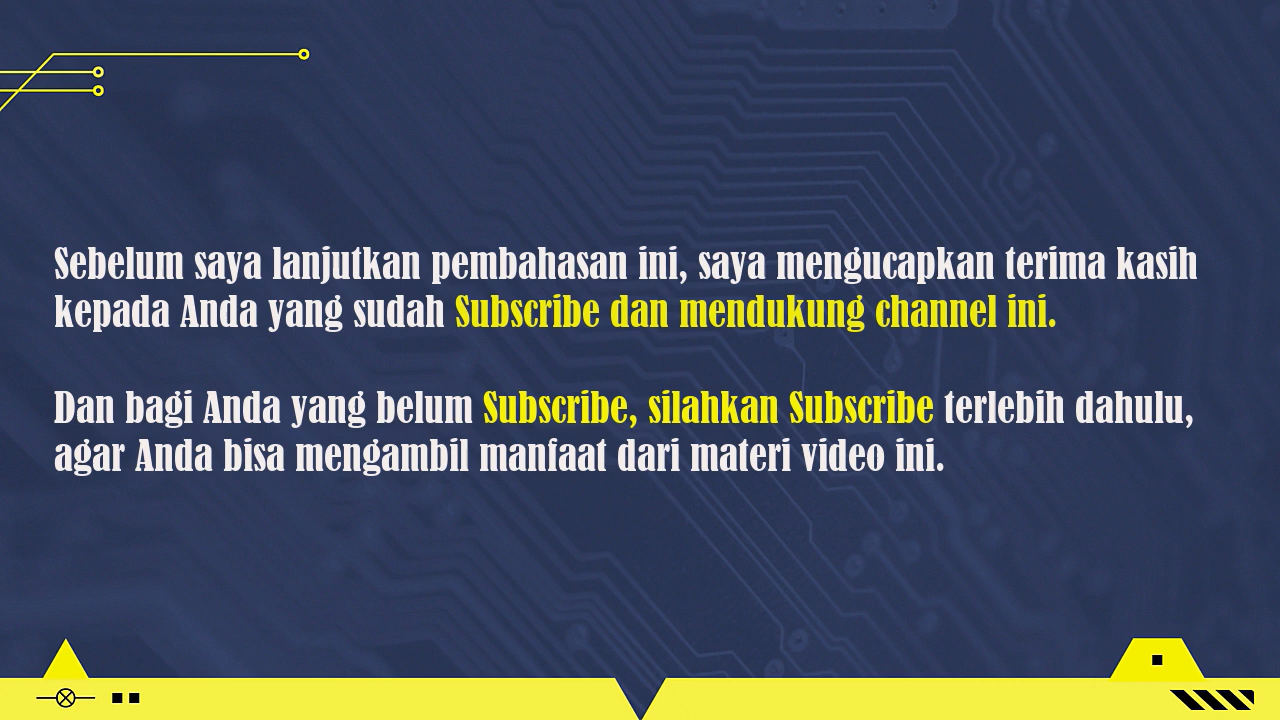 Sebelum saya lanjutkan pembahasan ini, saya mengucapkan terima kasih
kepada Anda yang sudah Subscribe dan mendukung channel ini.
Dan bagi Anda yang belum Subscribe, silahkan Subscribe terlebih dahulu,
agar Anda bisa mengambil manfaat dari materi video ini.